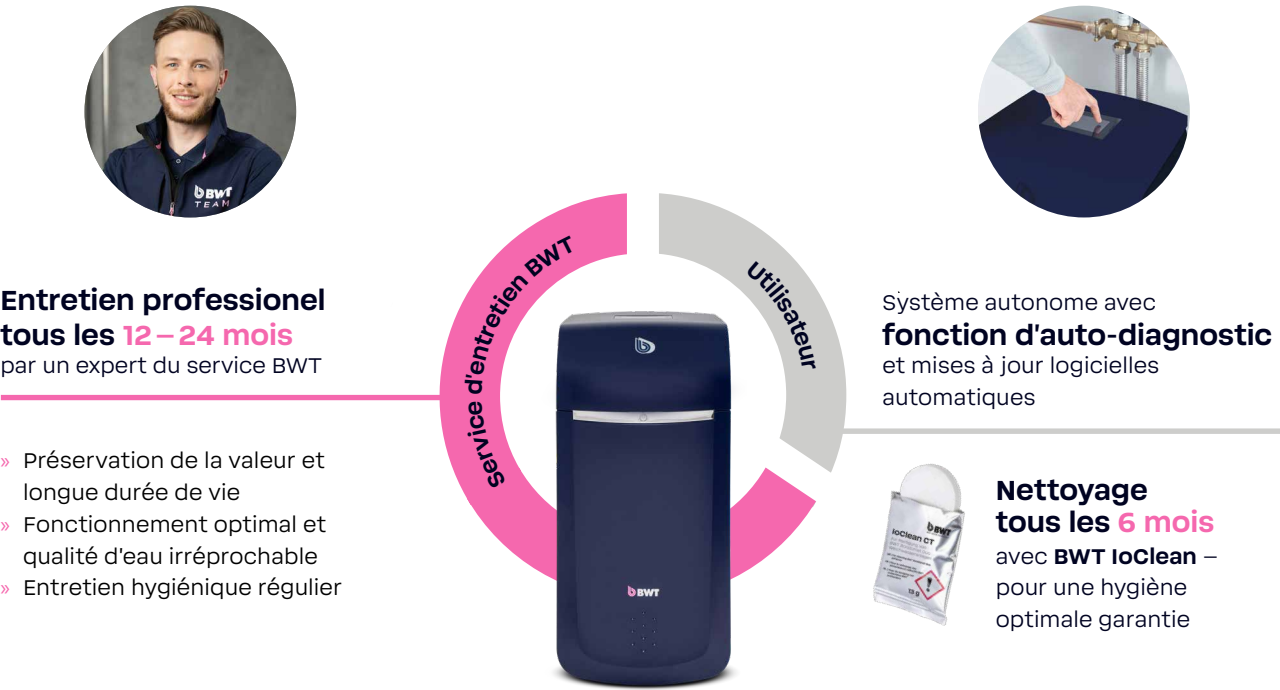 BWT
TEAM
Entretien professionel
tous les 12 – 24 mois
par un expert du service BWT
» Préservation de la valeur et
longue durée de vie
» Fonctionnement optimal et
qualité d'eau irréprochable
» Entretien hygiénique régulier
Service d'entretien BWT
Utilisateur
BWT
Système autonome avec
fonction d'auto-diagnostic
et mises à jour logicielles
automatiques
BWT
IoClean CT
13 g
Nettoyage
tous les 6 mois
avec BWT IoClean –
pour une hygiène
optimale garantie